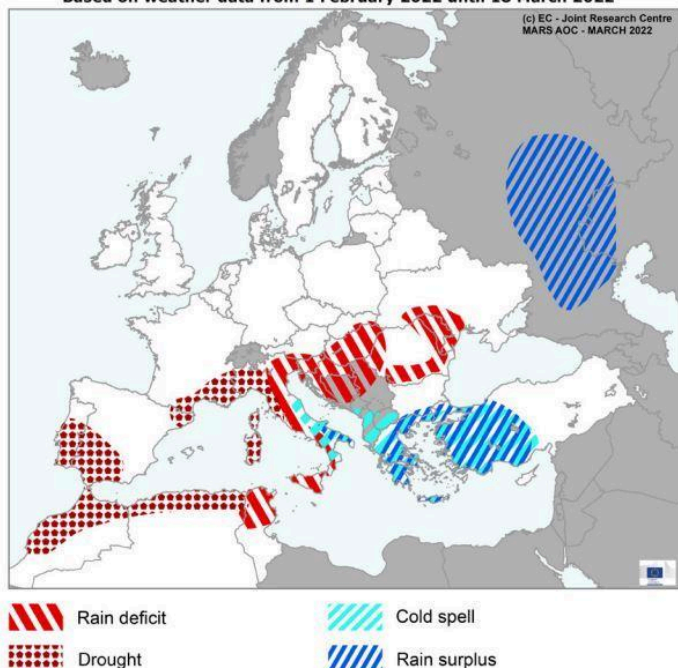 Based on weather data from 1 February 2022 until 18 March 2022
(c) EC - Joint Research Centre
MARS AOC - MARCH 2022
Rain deficit
Cold spell
Drought
Rain surplus